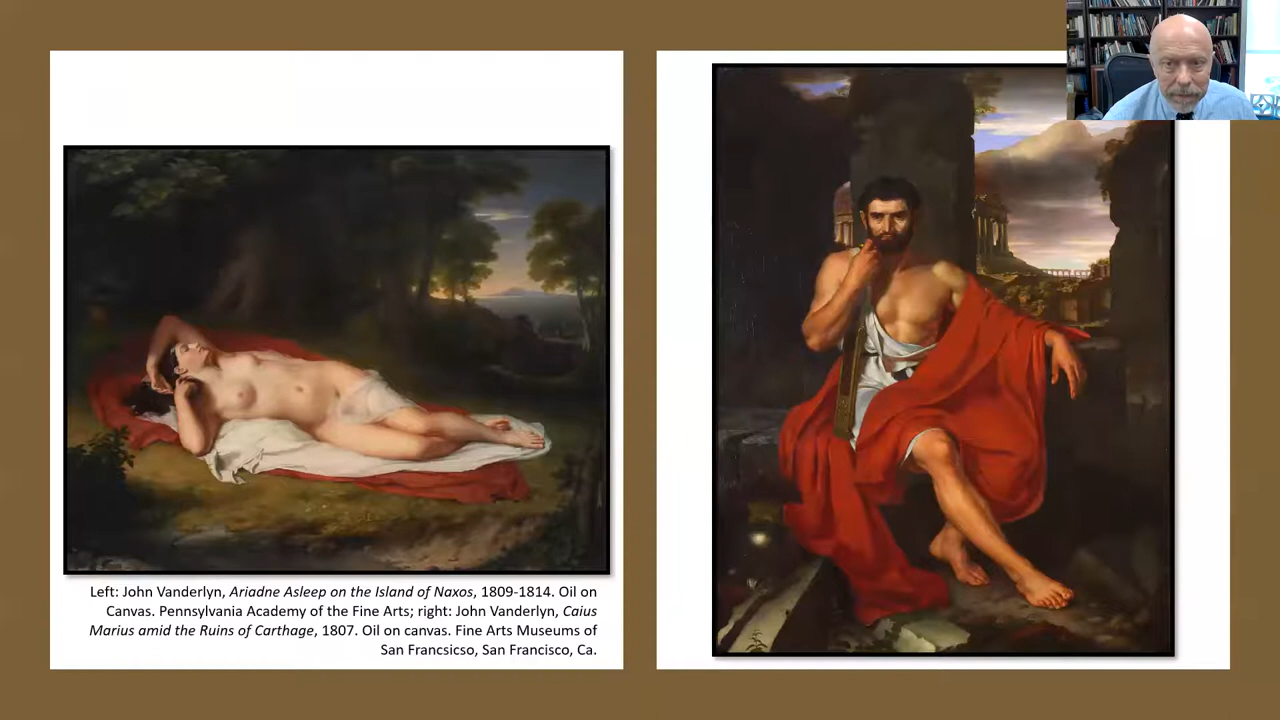 Left: John Vanderlyn, Ariadne Asleep on the Island of Naxos, 1809-1814. Oil on
Canvas. Pennsylvania Academy of the Fine Arts; right: John Vanderlyn, Caius
Marius amid the Ruins of Carthage, 1807. Oil on canvas. Fine Arts Museums of
San Francsicso, San Francisco, Ca.